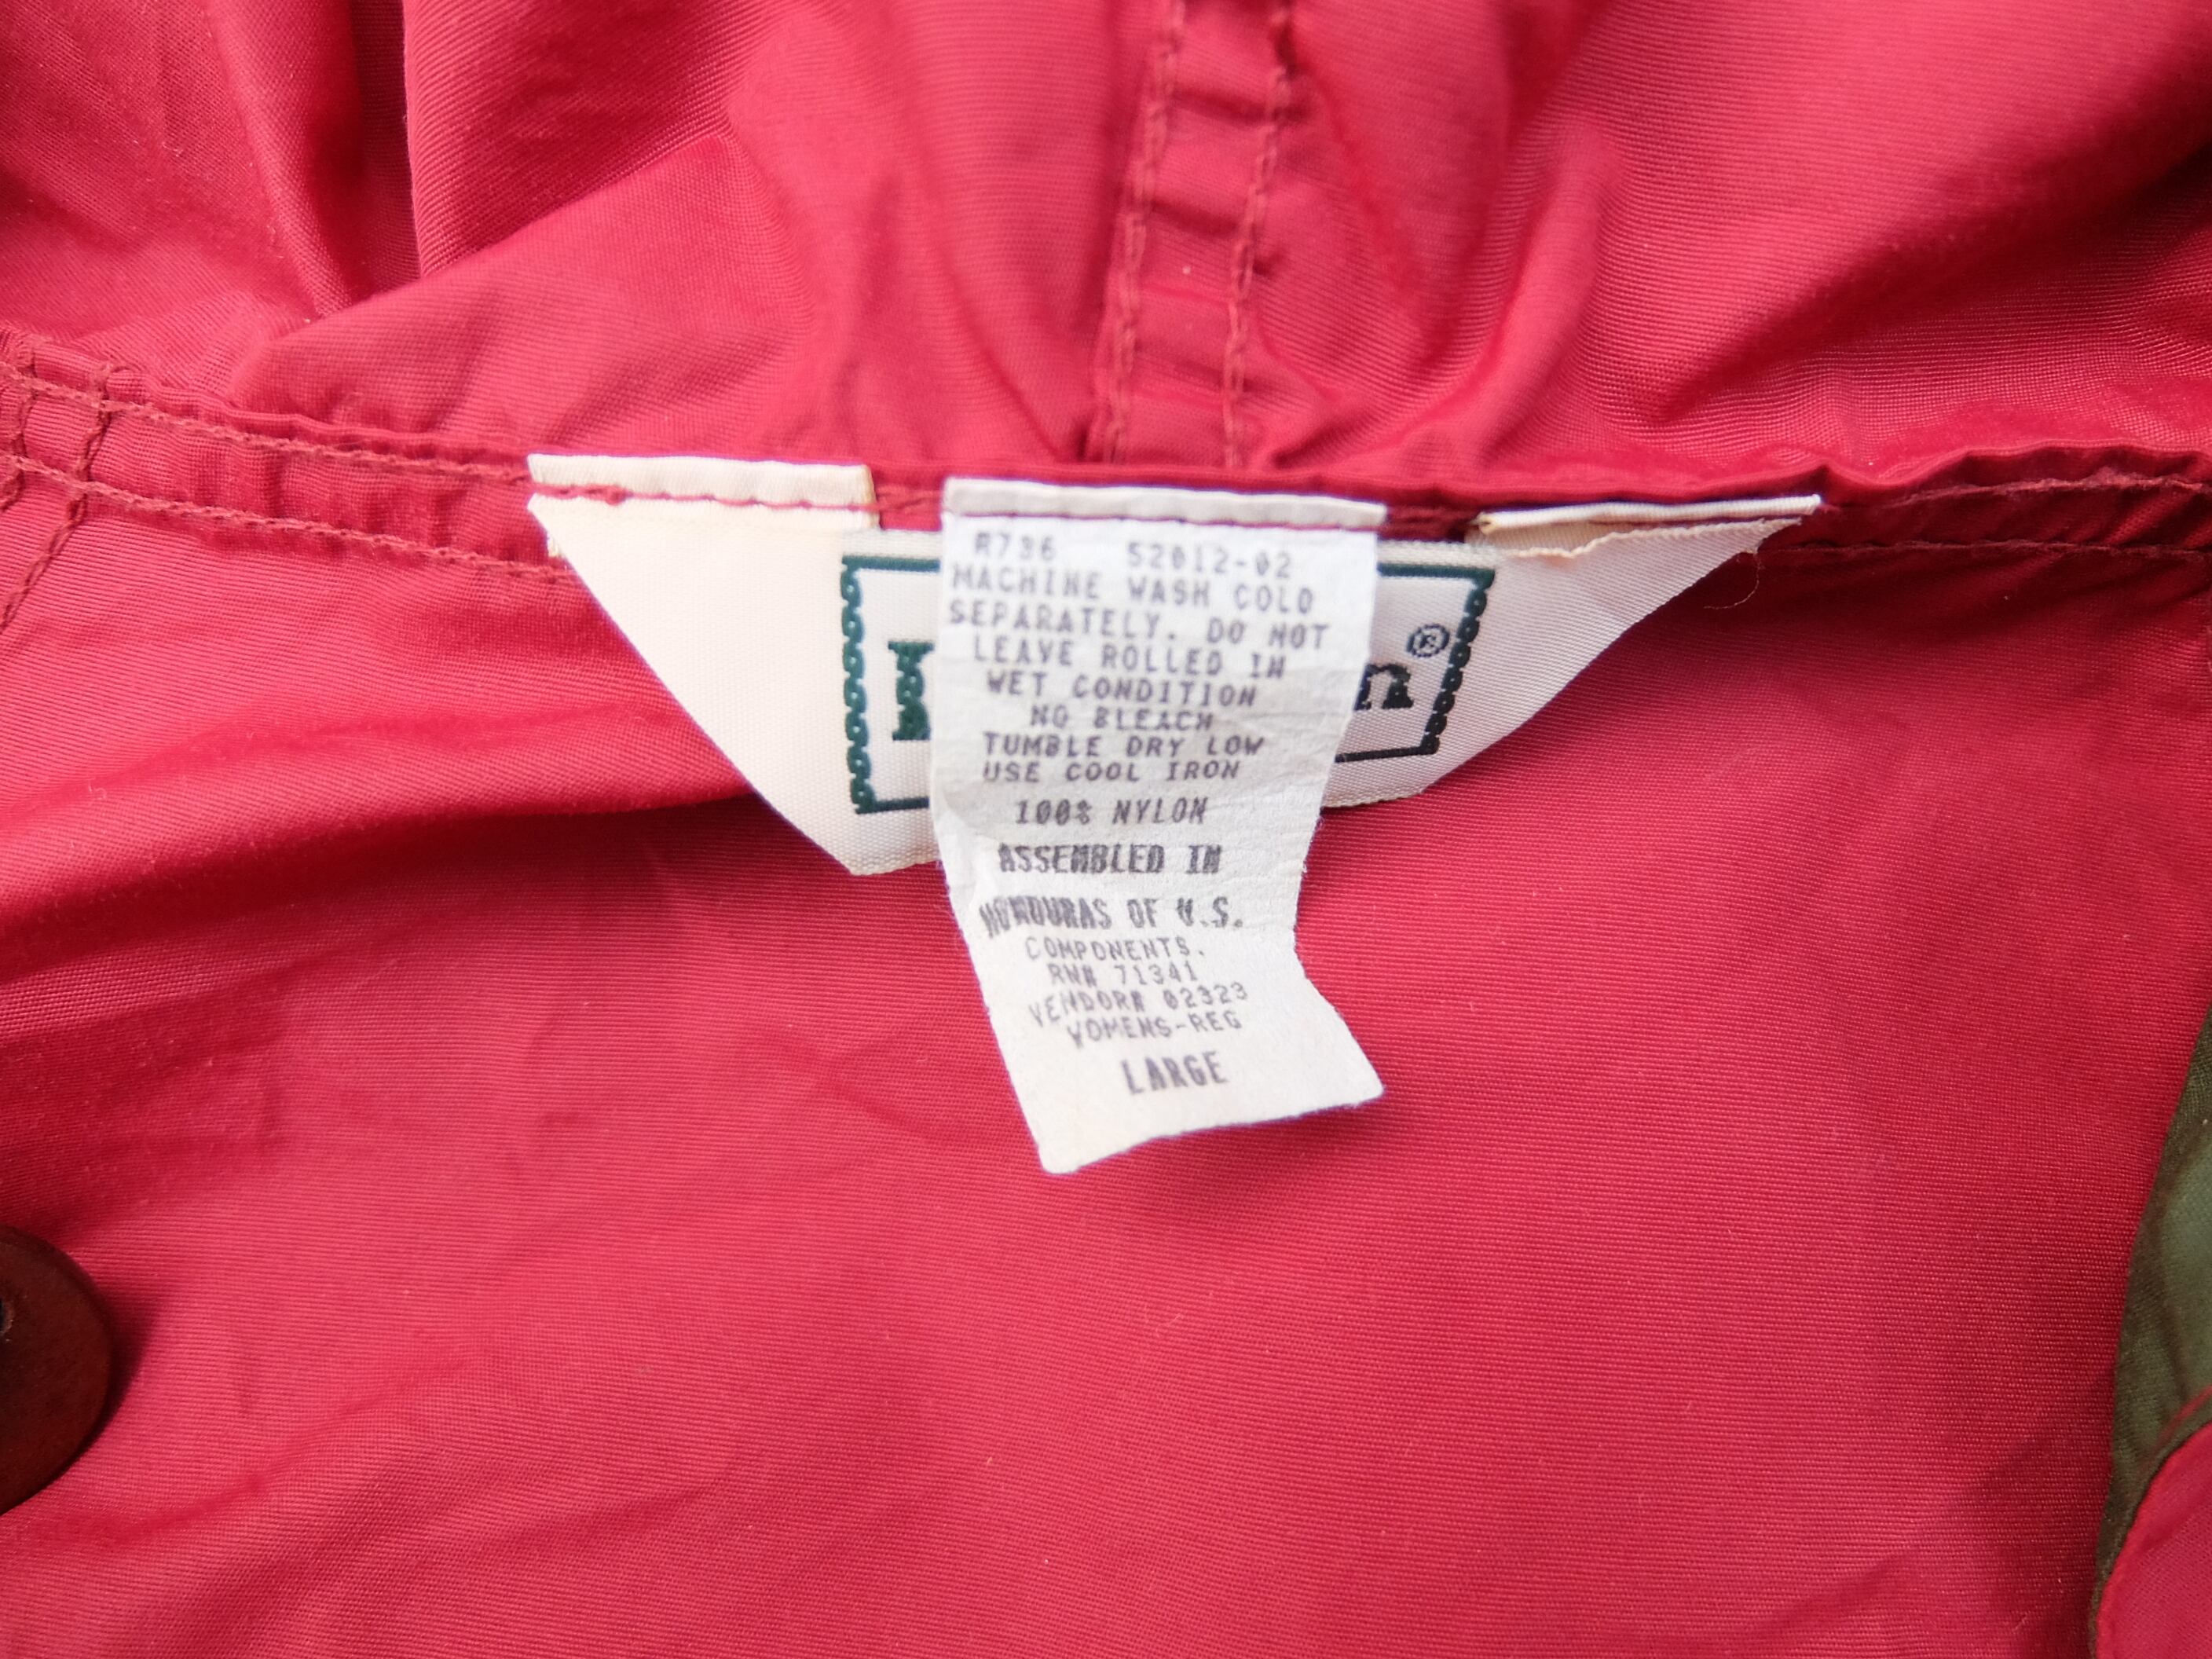 R736 52012-02
MACHINE WASH COLD
SEPARATELY. DO NOT
LEAVE ROLLED IN
WET CONDITION
NO BLEACH
TUMBLE DRY LOW
USE COOL IRON
100% NYLON
ASSEMBLED IN
HONDURAS OF U.S.
COMPONENTS.
RN# 71341
VENDOR# 02323
WOMENS-REG
LARGE
n®